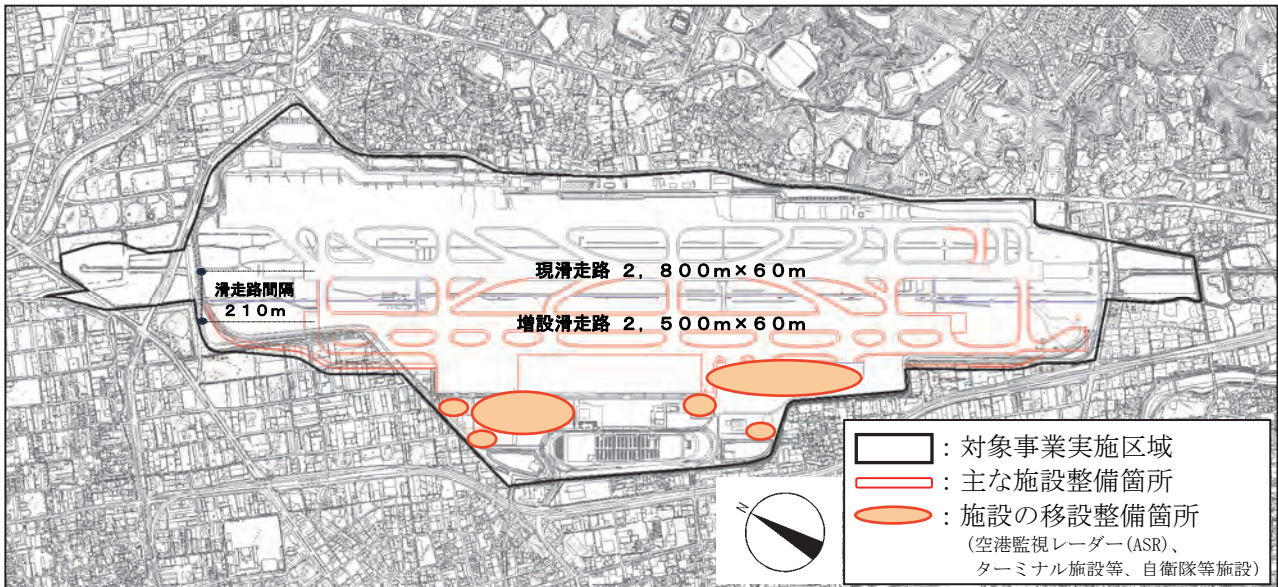 現滑走路 2,800m×60m
滑走路間隔
210m
増設滑走路 2,500m×60m
N
:対象事業実施区域
:主な施設整備箇所
:施設の移設整備箇所
(空港監視レーダー(ASR)、
ターミナル施設等、自衛隊等施設)